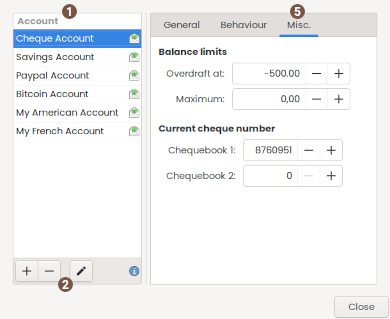 1
Account
Cheque Account
Savings Account
Paypal Account
Bitcoin Account
My American Account
My French Account
2
5
General Behaviour Misc.
Balance limits
Overdraft at: -500.00
Maximum: 0,00
Current cheque number
Chequebook 1: 8760951
Chequebook 2: 0
Close